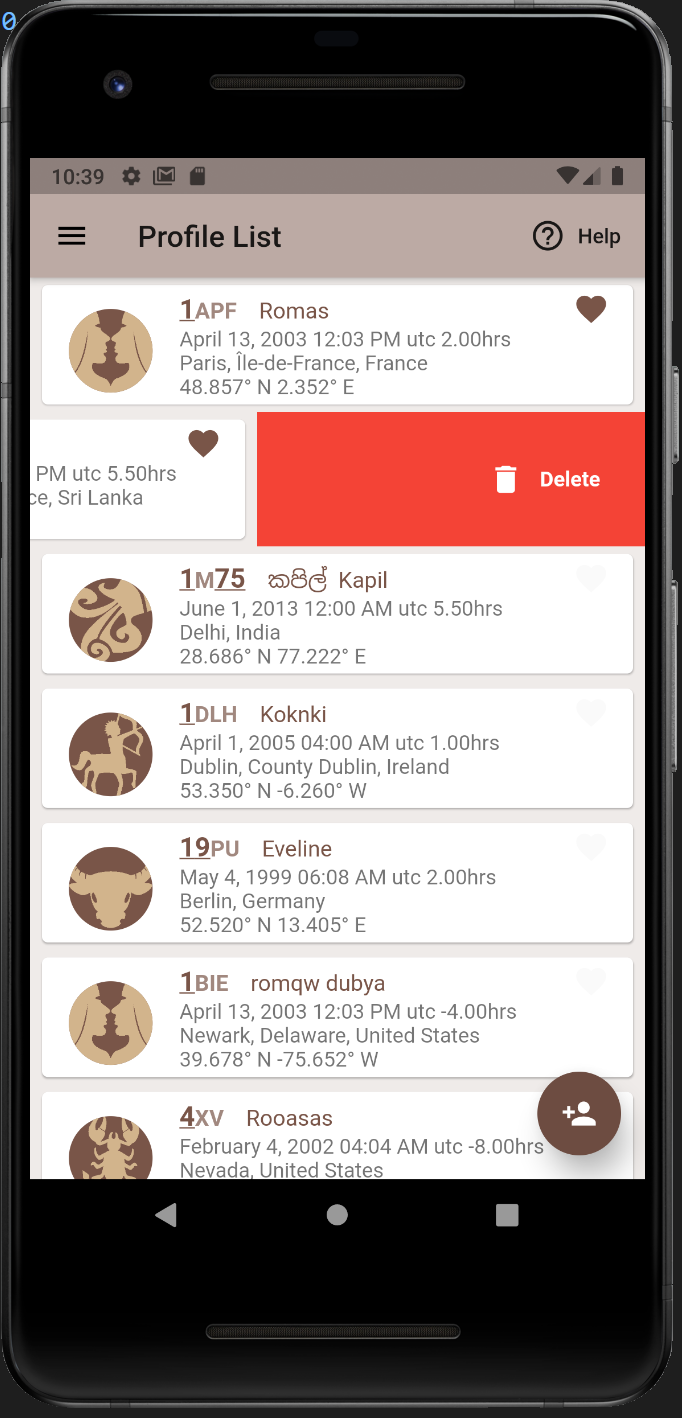 0
10:39
Profile List
Help
1APF Romas
April 13, 2003 12:03 PM utc 2.00hrs
Paris, Île-de-France, France
48.857° N 2.352° E
PM utc 5.50hrs
ce, Sri Lanka
Delete
1M75 කපිල් Kapil
June 1, 2013 12:00 AM utc 5.50hrs
Delhi, India
28.686° N 77.222° E
1DLH Koknki
April 1, 2005 04:00 AM utc 1.00hrs
Dublin, County Dublin, Ireland
53.350° N -6.260° W
19PU Eveline
May 4, 1999 06:08 AM utc 2.00hrs
Berlin, Germany
52.520° N 13.405° E
1BIE romqw dubya
April 13, 2003 12:03 PM utc -4.00hrs
Newark, Delaware, United States
39.678° N -75.652° W
4XV Rooasas
February 4, 2002 04:04 AM utc -8.00hrs
Nevada, United States